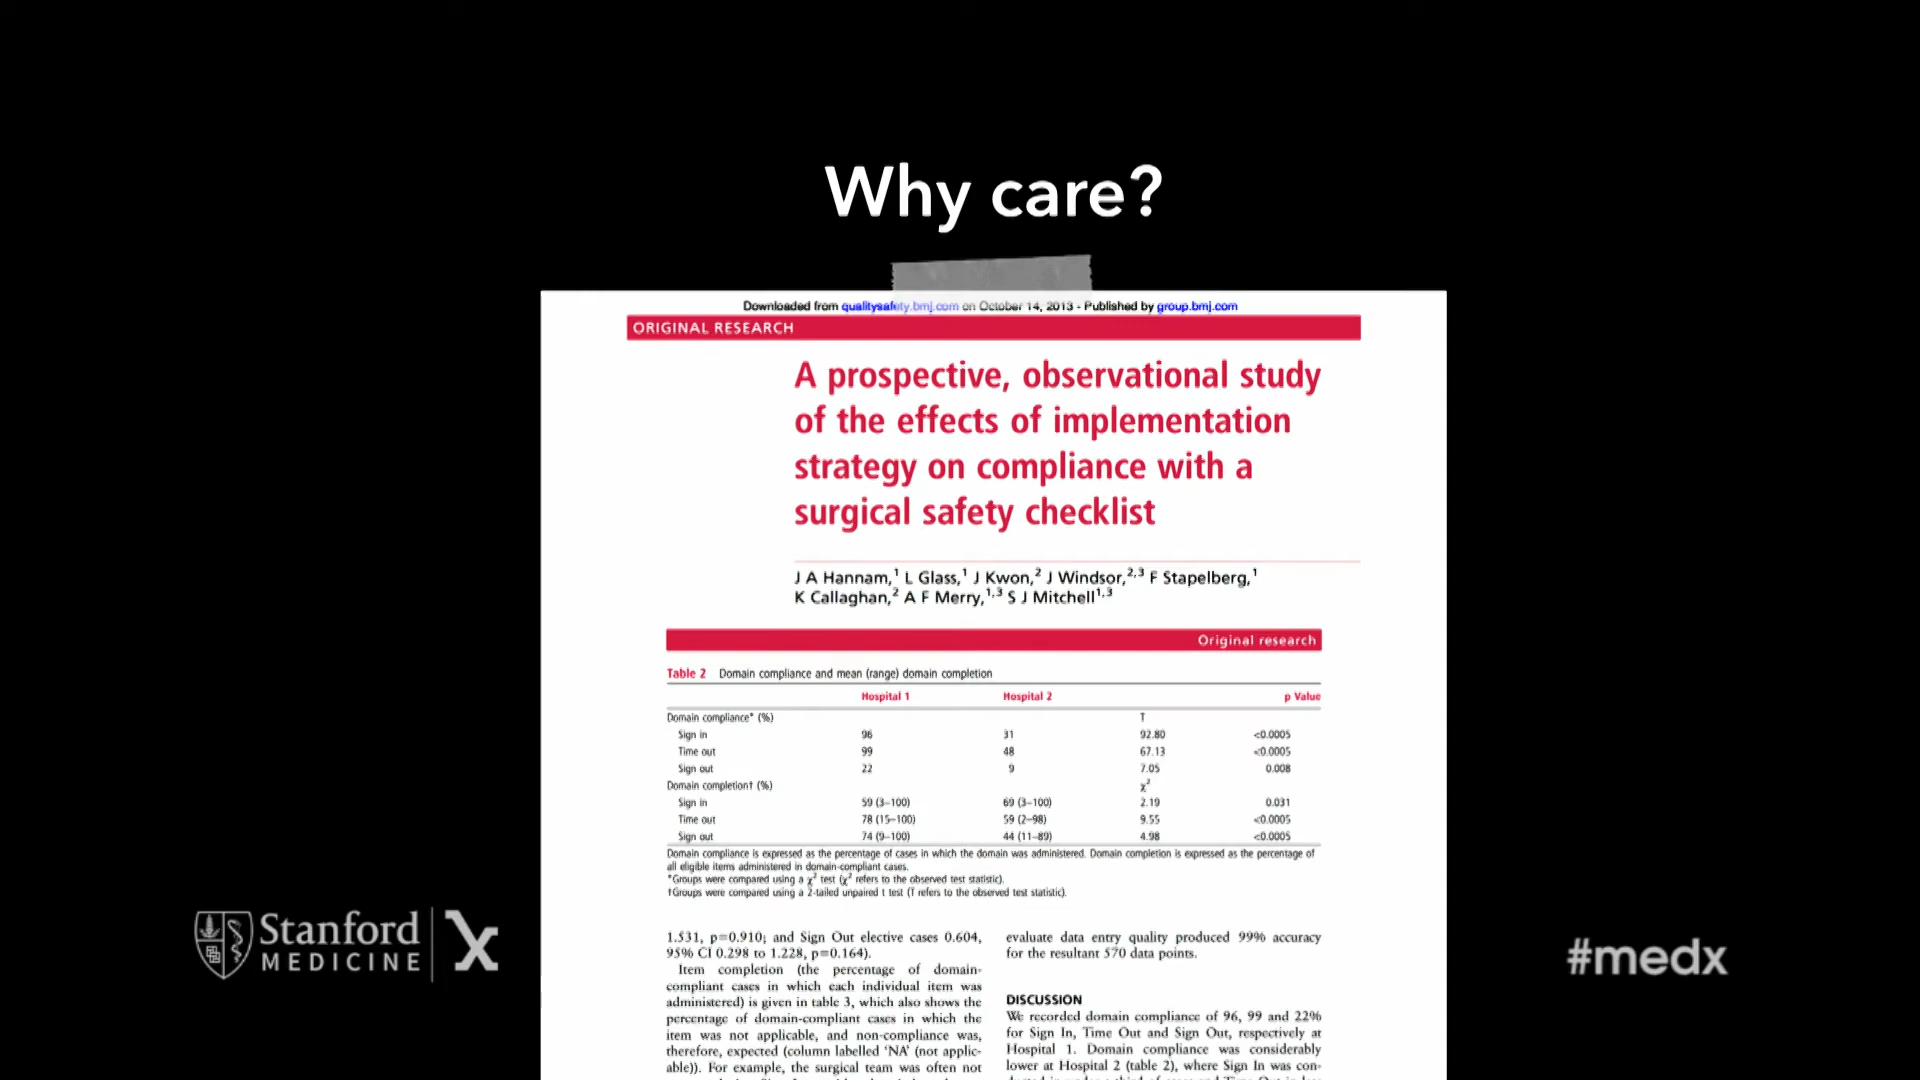 Why care?
Downloaded from qualitysafety.bmj.com on October 14, 2013 - Published by group.bmj.com
ORIGINAL RESEARCH
A prospective, observational study
of the effects of implementation
strategy on compliance with a
surgical safety checklist
J A Hannam,¹ L Glass,¹ J Kwon,² J Windsor,²,³ F Stapelberg,¹
K Callaghan,² A F Merry,¹,³ S J Mitchell¹,³
Original research
Table 2 Domain compliance and mean (range) domain completion
Hospital 1 Hospital 2 p Value
Domain compliance* (%) T
Sign in 96 31 92.80 <0.0005
Time out 99 48 67.13 <0.0005
Sign out 22 9 7.05 0.008
Domain completion† (%) χ²
Sign in 59 (3–100) 69 (3–100) 2.19 0.031
Time out 78 (15–100) 59 (2–98) 9.55 <0.0005
Sign out 74 (9–100) 44 (11–89) 4.98 <0.0005
Domain compliance is expressed as the percentage of cases in which the domain was administered. Domain completion is expressed as the percentage of
all eligible items administered in domain-compliant cases.
*Groups were compared using a χ² test (χ² refers to the observed test statistic).
†Groups were compared using a 2-tailed unpaired t test (T refers to the observed test statistic).
1.531, p=0.910; and Sign Out elective cases 0.604,
95% CI 0.298 to 1.228, p=0.164).
Item completion (the percentage of domain-
compliant cases in which each individual item was
administered) is given in table 3, which also shows the
percentage of domain-compliant cases in which the
item was not applicable, and non-compliance was,
therefore, expected (column labelled ‘NA’ (not applic-
able)). For example, the surgical team was often not
evaluate data entry quality produced 99% accuracy
for the resultant 570 data points.
DISCUSSION
We recorded domain compliance of 96, 99 and 22%
for Sign In, Time Out and Sign Out, respectively at
Hospital 1. Domain compliance was considerably
lower at Hospital 2 (table 2), where Sign In was con-
Stanford
MEDICINE
X
#medx